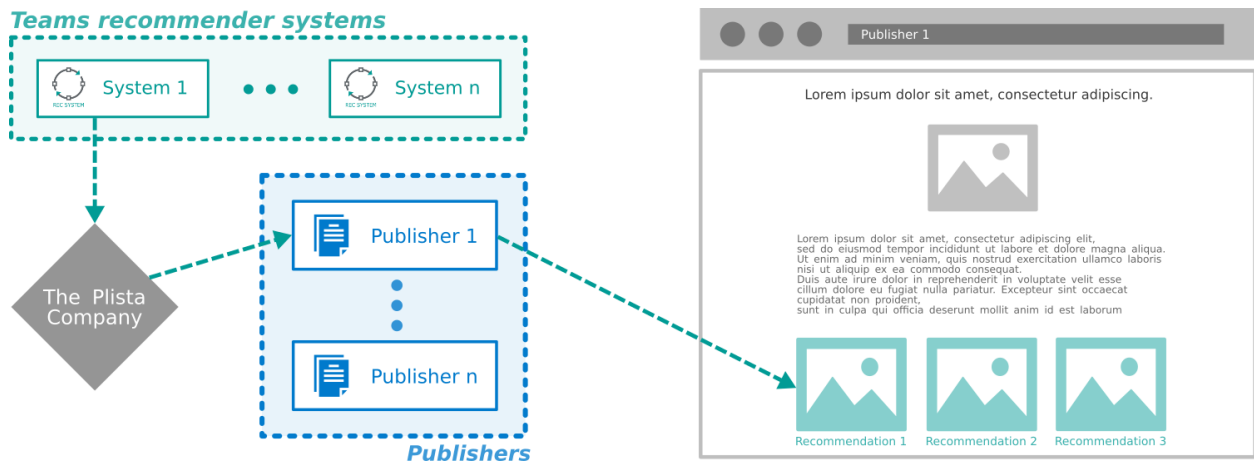 Teams recommender systems
REC SYSTEM
System 1
REC SYSTEM
System n
The Plista
Company
Publisher 1
Publisher n
Publishers
Publisher 1
Lorem ipsum dolor sit amet, consectetur adipiscing.
Lorem ipsum dolor sit amet, consectetur adipiscing elit,
sed do eiusmod tempor incididunt ut labore et dolore magna aliqua.
Ut enim ad minim veniam, quis nostrud exercitation ullamco laboris
nisi ut aliquip ex ea commodo consequat.
Duis aute irure dolor in reprehenderit in voluptate velit esse
cillum dolore eu fugiat nulla pariatur. Excepteur sint occaecat
cupidatat non proident,
sunt in culpa qui officia deserunt mollit anim id est laborum
Recommendation 1
Recommendation 2
Recommendation 3